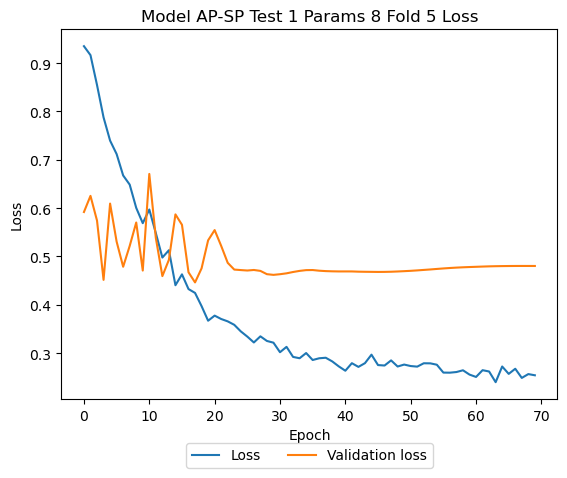 Model AP-SP Test 1 Params 8 Fold 5 Loss
Loss
0.9
0.8
0.7
0.6
0.5
0.4
0.3
0 10 20 30 40 50 60 70
Epoch
Loss Validation loss